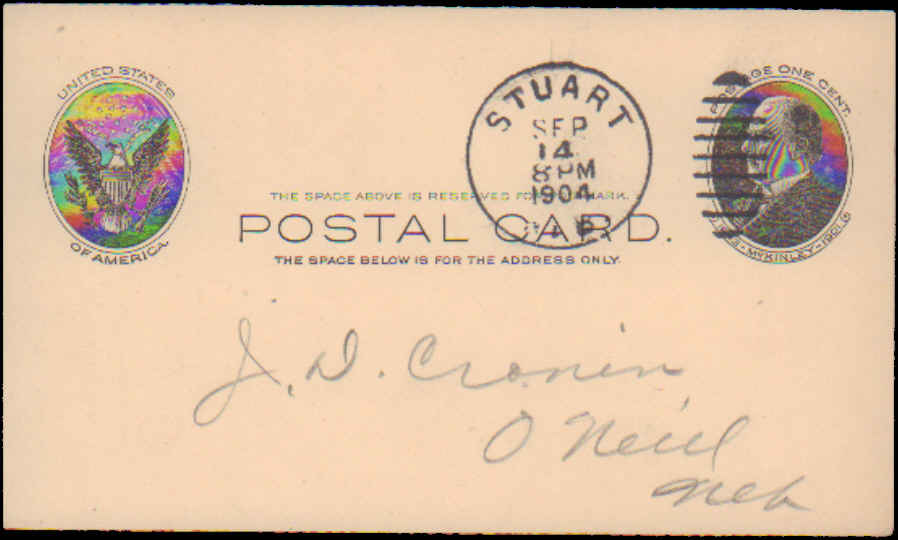 UNITED STATES
OF AMERICA.
STUART
SEP
14
8 PM
1904
NEB
POSTAGE ONE CENT.
McKINLEY
THE SPACE ABOVE IS RESERVED FOR POSTMARK.
POSTAL CARD.
THE SPACE BELOW IS FOR THE ADDRESS ONLY.
J. D. Cronin
O Neill
Neb